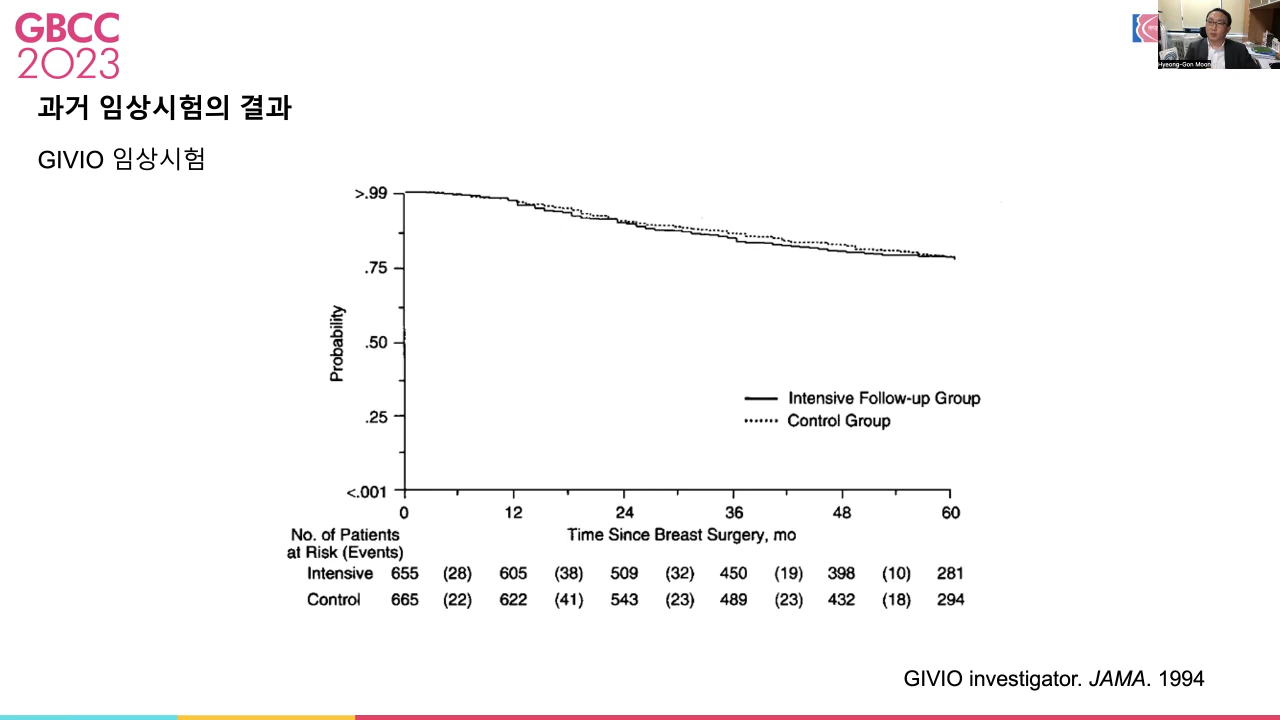 GBCC
2023
Hyeong-Gon Moon
과거 임상시험의 결과
GIVIO 임상시험
>.99
.75
.50
.25
<.001
Probability
Intensive Follow-up Group
Control Group
0 12 24 36 48 60
Time Since Breast Surgery, mo
No. of Patients
at Risk (Events)
Intensive 655 (28) 605 (38) 509 (32) 450 (19) 398 (10) 281
Control 665 (22) 622 (41) 543 (23) 489 (23) 432 (18) 294
GIVIO investigator. JAMA. 1994